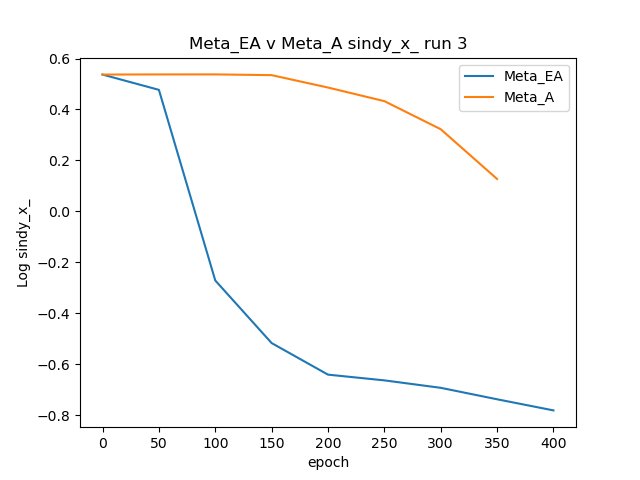 Meta_EA v Meta_A sindy_x_ run 3
Meta_EA
Meta_A
0.6
0.4
0.2
0.0
−0.2
−0.4
−0.6
−0.8
Log sindy_x_
0 50 100 150 200 250 300 350 400
epoch